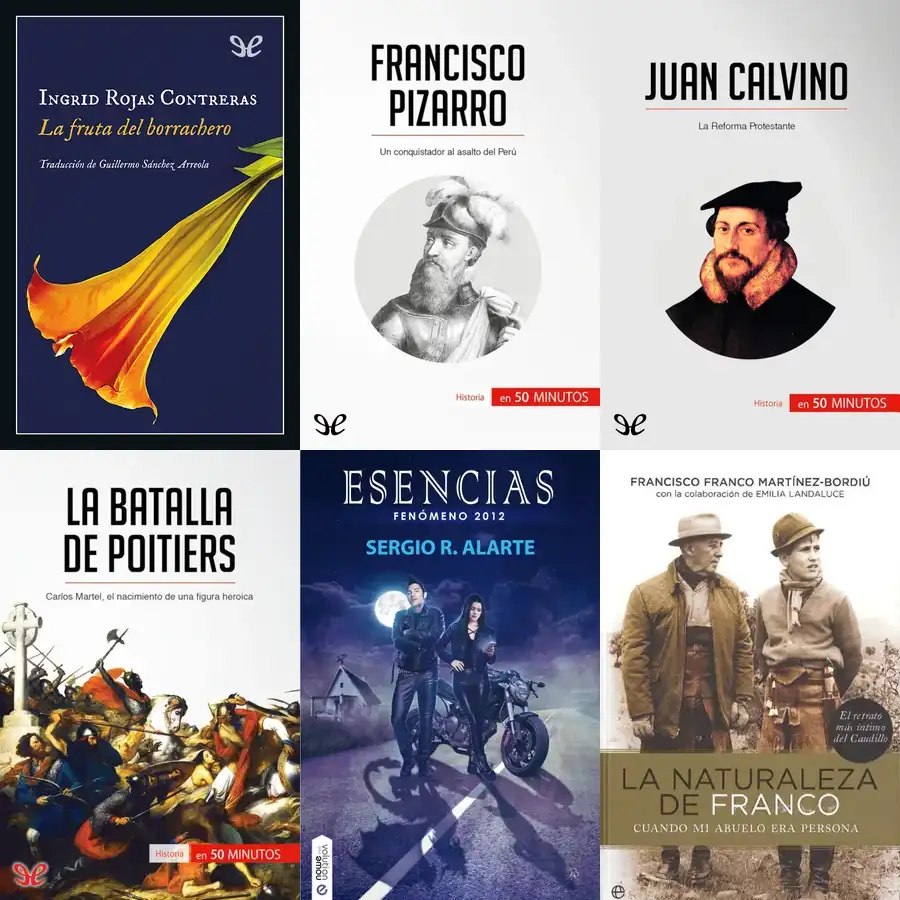 INGRID ROJAS CONTRERAS
La fruta del borrachero
Traducción de Guillermo Sánchez Arreola
FRANCISCO
PIZARRO
Un conquistador al asalto del Perú
Historia
en 50 MINUTOS
JUAN CALVINO
La Reforma Protestante
Historia
en 50 MINUTOS
LA BATALLA
DE POITIERS
Carlos Martel, el nacimiento de una figura heroica
Historia
en 50 MINUTOS
ESENCIAS
FENÓMENO 2012
SERGIO R. ALARTE
nowe
volution
FRANCISCO FRANCO MARTÍNEZ-BORDIÚ
con la colaboración de EMILIA LANDALUCE
El retrato
más íntimo
del Caudillo
LA NATURALEZA
DE FRANCO
CUANDO MI ABUELO ERA PERSONA